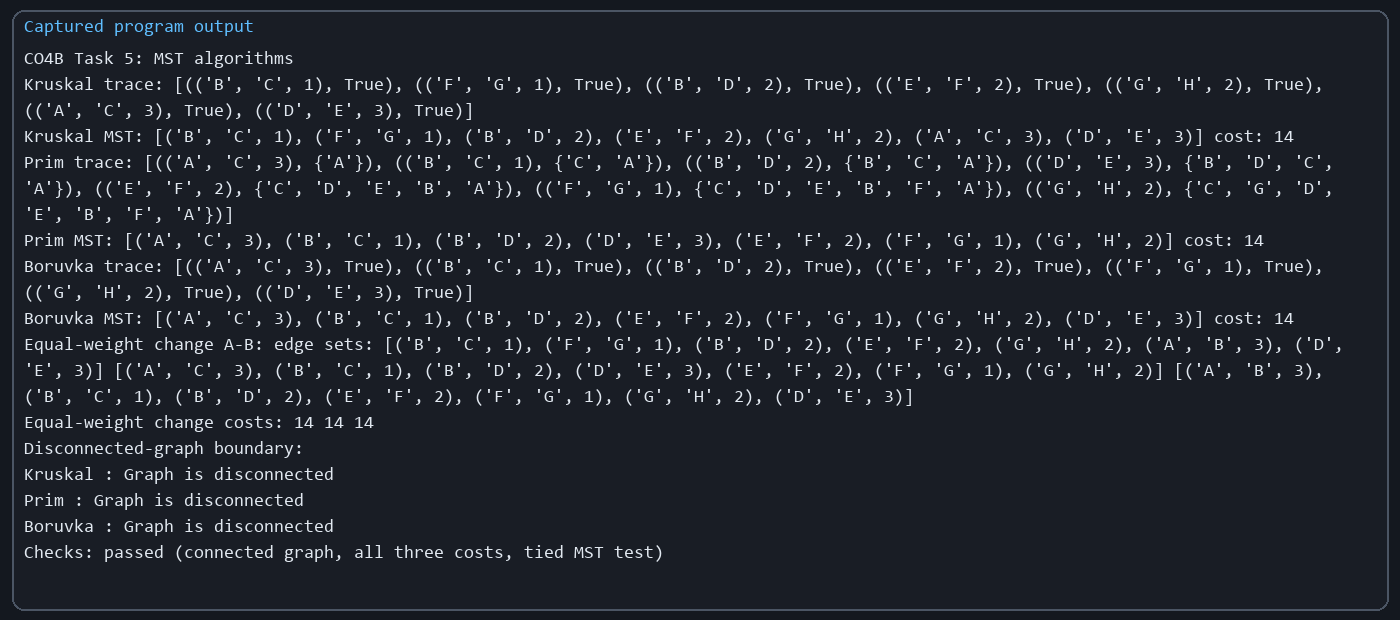 Captured program output
CO4B Task 5: MST algorithms
Kruskal trace: [(('B', 'C', 1), True), (('F', 'G', 1), True), (('B', 'D', 2), True), (('E', 'F', 2), True), (('G', 'H', 2), True),
(('A', 'C', 3), True), (('D', 'E', 3), True)]
Kruskal MST: [('B', 'C', 1), ('F', 'G', 1), ('B', 'D', 2), ('E', 'F', 2), ('G', 'H', 2), ('A', 'C', 3), ('D', 'E', 3)] cost: 14
Prim trace: [(('A', 'C', 3), {'A'}), (('B', 'C', 1), {'C', 'A'}), (('B', 'D', 2), {'B', 'C', 'A'}), (('D', 'E', 3), {'B', 'D', 'C',
'A'}), (('E', 'F', 2), {'C', 'D', 'E', 'B', 'A'}), (('F', 'G', 1), {'C', 'D', 'E', 'B', 'F', 'A'}), (('G', 'H', 2), {'C', 'G', 'D',
'E', 'B', 'F', 'A'})]
Prim MST: [('A', 'C', 3), ('B', 'C', 1), ('B', 'D', 2), ('D', 'E', 3), ('E', 'F', 2), ('F', 'G', 1), ('G', 'H', 2)] cost: 14
Boruvka trace: [(('A', 'C', 3), True), (('B', 'C', 1), True), (('B', 'D', 2), True), (('E', 'F', 2), True), (('F', 'G', 1), True),
(('G', 'H', 2), True), (('D', 'E', 3), True)]
Boruvka MST: [('A', 'C', 3), ('B', 'C', 1), ('B', 'D', 2), ('E', 'F', 2), ('F', 'G', 1), ('G', 'H', 2), ('D', 'E', 3)] cost: 14
Equal-weight change A-B: edge sets: [('B', 'C', 1), ('F', 'G', 1), ('B', 'D', 2), ('E', 'F', 2), ('G', 'H', 2), ('A', 'B', 3), ('D',
'E', 3)] [('A', 'C', 3), ('B', 'C', 1), ('B', 'D', 2), ('D', 'E', 3), ('E', 'F', 2), ('F', 'G', 1), ('G', 'H', 2)] [('A', 'B', 3),
('B', 'C', 1), ('B', 'D', 2), ('E', 'F', 2), ('F', 'G', 1), ('G', 'H', 2), ('D', 'E', 3)]
Equal-weight change costs: 14 14 14
Disconnected-graph boundary:
Kruskal : Graph is disconnected
Prim : Graph is disconnected
Boruvka : Graph is disconnected
Checks: passed (connected graph, all three costs, tied MST test)